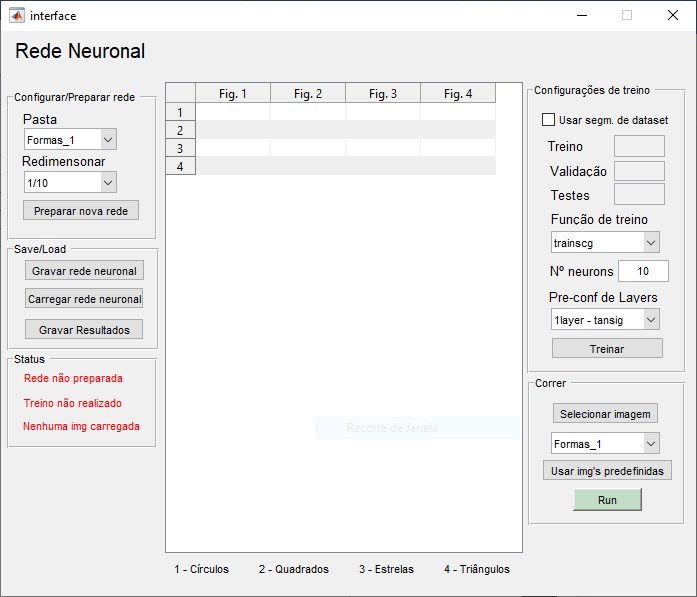 interface
Rede Neuronal
Configurar/Preparar rede
Pasta
Formas_1
Redimensonar
1/10
Preparar nova rede
Save/Load
Gravar rede neuronal
Carregar rede neuronal
Gravar Resultados
Status
Rede não preparada
Treino não realizado
Nenhuma img carregada
Fig. 1 Fig. 2 Fig. 3 Fig. 4
1
2
3
4
Recorte de Janela
1 - Círculos 2 - Quadrados 3 - Estrelas 4 - Triângulos
Configurações de treino
Usar segm. de dataset
Treino
Validação
Testes
Função de treino
trainscg
Nº neurons 10
Pre-conf de Layers
1layer - tansig
Treinar
Correr
Selecionar imagem
Formas_1
Usar img's predefinidas
Run